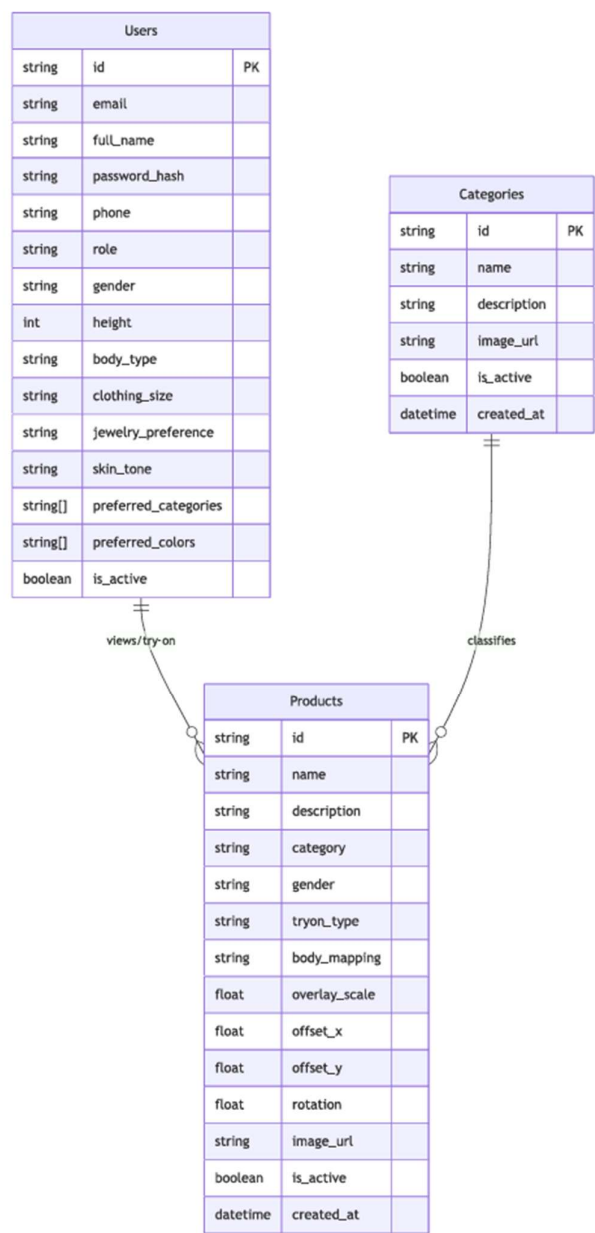 Users
string id PK
string email
string full_name
string password_hash
string phone
string role
string gender
int height
string body_type
string clothing_size
string jewelry_preference
string skin_tone
string[] preferred_categories
string[] preferred_colors
boolean is_active
Categories
string id PK
string name
string description
string image_url
boolean is_active
datetime created_at
views/try-on
classifies
Products
string id PK
string name
string description
string category
string gender
string tryon_type
string body_mapping
float overlay_scale
float offset_x
float offset_y
float rotation
string image_url
boolean is_active
datetime created_at